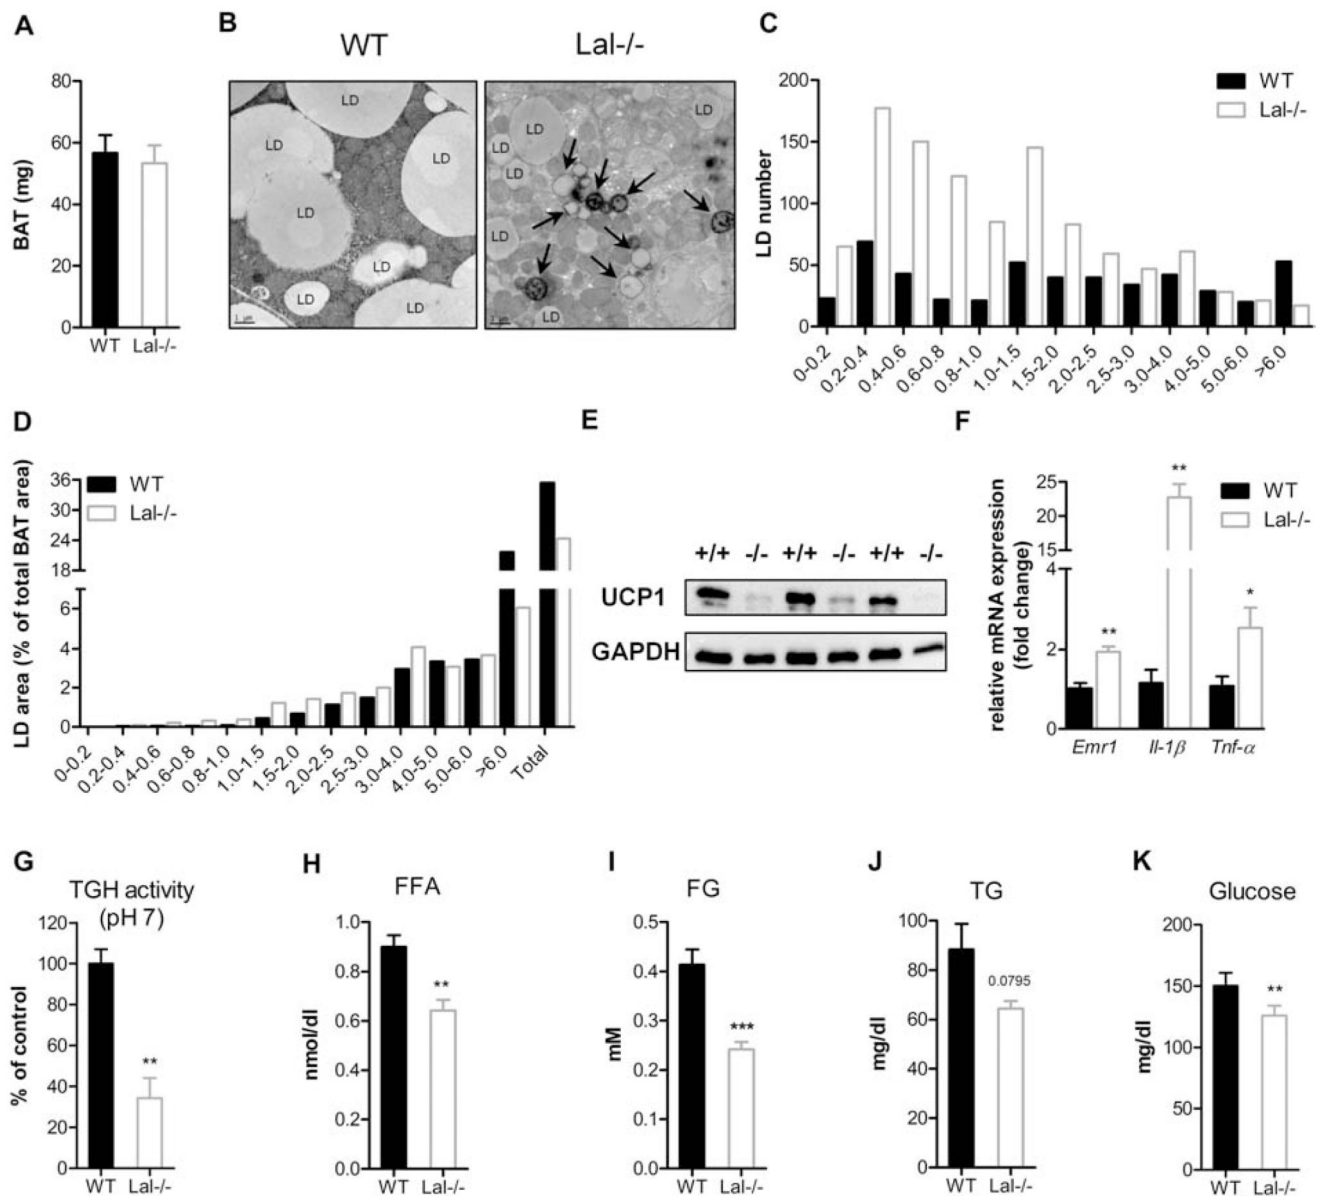 A
BAT (mg)
80
60
40
20
0
WT Lal-/-
B
WT Lal-/-
LD
LD
LD
LD
LD
LD
LD
LD
LD
LD
LD
LD
LD
LD
C
LD number
WT
Lal-/-
200
150
100
50
0
0-0.2 0.2-0.4 0.4-0.6 0.6-0.8 0.8-1.0 1.0-1.5 1.5-2.0 2.0-2.5 2.5-3.0 3.0-4.0 4.0-5.0 5.0-6.0 >6.0
D
LD area (% of total BAT area)
WT
Lal-/-
36
30
24
18
6
4
2
0
0-0.2 0.2-0.4 0.4-0.6 0.6-0.8 0.8-1.0 1.0-1.5 1.5-2.0 2.0-2.5 2.5-3.0 3.0-4.0 4.0-5.0 5.0-6.0 >6.0 Total
E
+/+ -/- +/+ -/- +/+ -/-
UCP1
GAPDH
F
relative mRNA expression
(fold change)
WT
Lal-/-
25
20
15
4
2
0
**
**
*
Emr1 Il-1β Tnf-α
G
TGH activity
(pH 7)
% of control
120
100
80
60
40
20
0
**
WT Lal-/-
H
FFA
nmol/dl
1.0
0.8
0.6
0.4
0.2
0.0
**
WT Lal-/-
I
FG
mM
0.5
0.4
0.3
0.2
0.1
0.0
***
WT Lal-/-
J
TG
mg/dl
100
80
60
40
20
0
0.0795
WT Lal-/-
K
Glucose
mg/dl
200
150
100
50
0
**
WT Lal-/-